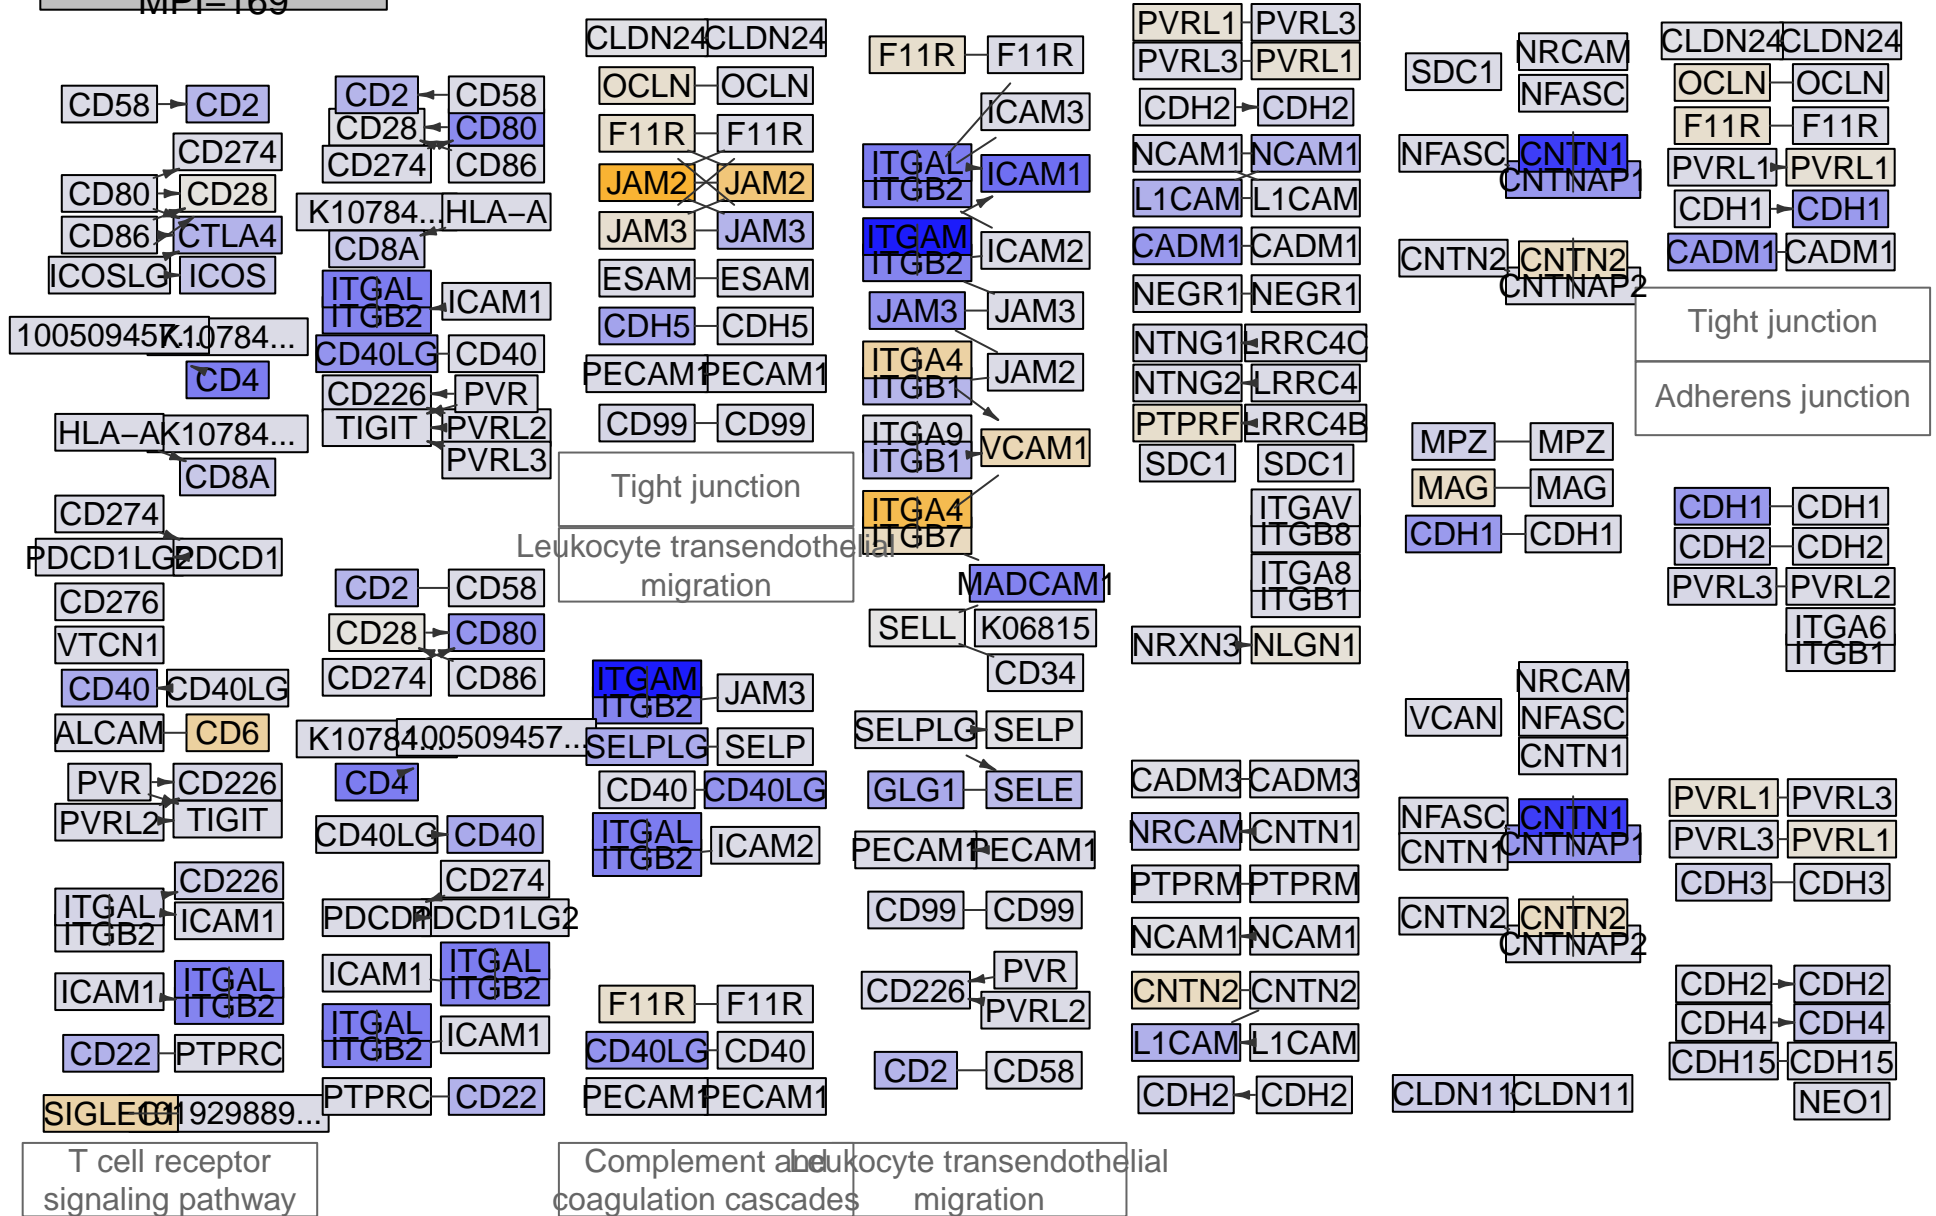 MPI−169
CD58
CD2
CD274
CD80
CD28
CD86
CTLA4
ICOSLG
ICOS
100509457...
K10784...
CD4
HLA−A
K10784...
CD8A
CD274
PDCD1LG2
PDCD1
CD276
VTCN1
CD40
CD40LG
ALCAM
CD6
PVR
CD226
PVRL2
TIGIT
CD226
ITGAL
ITGB2
ICAM1
ICAM1
ITGAL
ITGB2
CD22
PTPRC
T cell receptor
signaling pathway
CD2
CD58
CD28
CD80
CD274
CD86
K10784...
HLA−A
CD8A
ITGAL
ITGB2
ICAM1
CD40LG
CD40
CD226
PVR
TIGIT
PVRL2
PVRL3
CD2
CD58
CD28
CD80
CD274
CD86
K10784...
100509457...
CD4
CD40LG
CD40
CD274
PDCD1LG2
ICAM1
ITGAL
ITGB2
ITGAL
ITGB2
ICAM1
PTPRC
CD22
CLDN24
CLDN24
OCLN
OCLN
F11R
F11R
JAM2
JAM2
JAM3
JAM3
ESAM
ESAM
CDH5
CDH5
PECAM1
PECAM1
CD99
CD99
Tight junction
Leukocyte transendothelial
migration
ITGAM
ITGB2
JAM3
SELPLG
SELP
CD40
CD40LG
ITGAL
ITGB2
ICAM2
F11R
F11R
CD40LG
CD40
PECAM1
PECAM1
Complement and
coagulation cascades
F11R
F11R
ICAM3
ITGAL
ITGB2
ICAM1
ITGAM
ITGB2
ICAM2
JAM3
JAM3
ITGA4
ITGB1
JAM2
ITGA9
ITGB1
VCAM1
ITGA4
ITGB7
MADCAM1
SELL
K06815
CD34
SELPLG
SELP
GLG1
SELE
PECAM1
PECAM1
CD99
CD99
CD226
PVR
PVRL2
CD2
CD58
Leukocyte transendothelial
migration
PVRL1
PVRL3
PVRL3
PVRL1
CDH2
CDH2
NCAM1
NCAM1
L1CAM
L1CAM
CADM1
CADM1
NEGR1
NEGR1
NTNG1
LRRC4C
NTNG2
LRRC4
PTPRF
LRRC4B
SDC1
SDC1
ITGAV
ITGB8
ITGA8
ITGB1
NRXN3
NLGN1
CADM3
CADM3
NRCAM
CNTN1
PTPRM
PTPRM
NCAM1
NCAM1
CNTN2
CNTN2
L1CAM
L1CAM
CDH2
CDH2
SDC1
NRCAM
NFASC
NFASC
CNTN1
CNTNAP1
CNTN2
CNTN2
CNTNAP2
MPZ
MPZ
MAG
MAG
CDH1
CDH1
VCAN
NRCAM
NFASC
CNTN1
NFASC
CNTN1
CNTN1
CNTNAP1
CNTN2
CNTN2
CNTNAP2
CLDN11
CLDN11
CLDN24
CLDN24
OCLN
OCLN
F11R
F11R
PVRL1
PVRL1
CDH1
CDH1
CADM1
CADM1
Tight junction
Adherens junction
CDH1
CDH1
CDH2
CDH2
PVRL3
PVRL2
ITGA6
ITGB1
PVRL1
PVRL3
PVRL3
PVRL1
CDH3
CDH3
CDH2
CDH2
CDH4
CDH4
CDH15
CDH15
NEO1